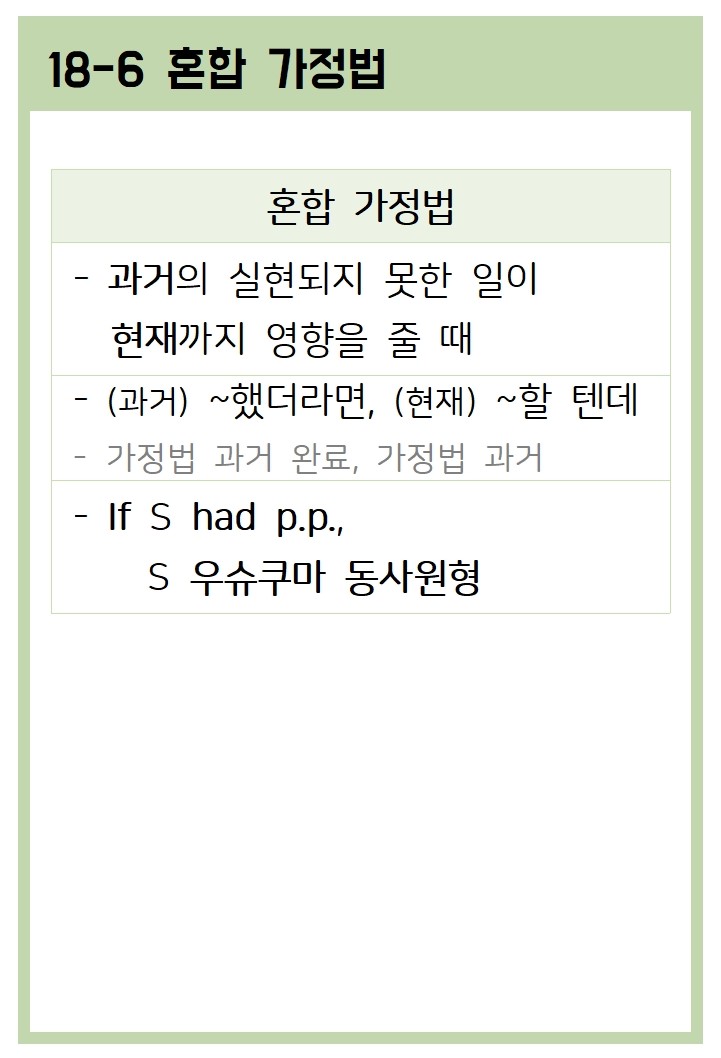 18-6 혼합 가정법
혼합 가정법
- 과거의 실현되지 못한 일이
현재까지 영향을 줄 때
- (과거) ~했더라면, (현재) ~할 텐데
- 가정법 과거 완료, 가정법 과거
- If S had p.p.,
S 우슈쿠마 동사원형